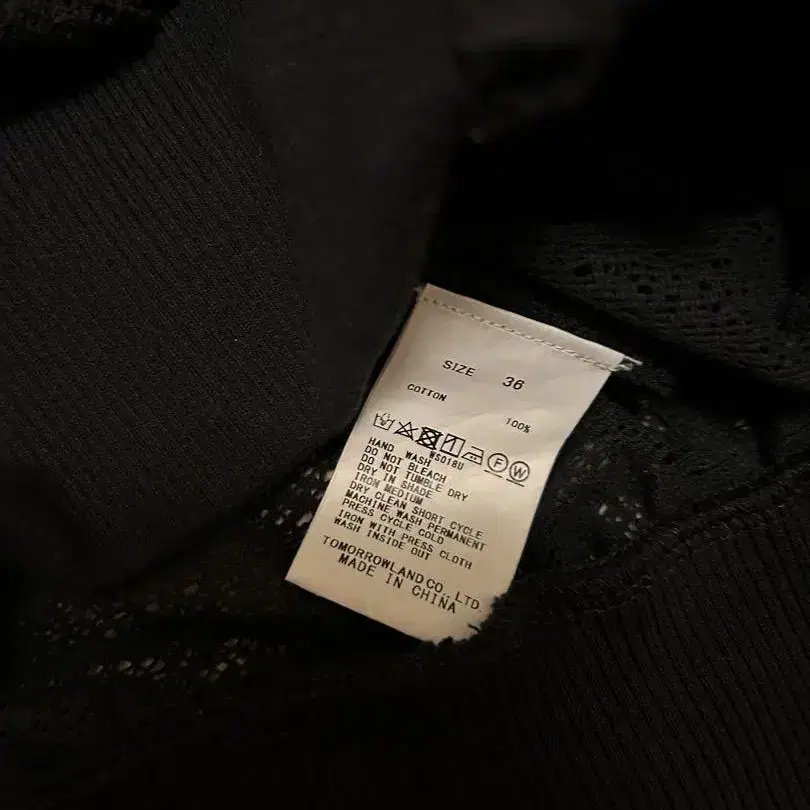 SIZE 36
COTTON 100%
F W
WS018U
HAND WASH
DO NOT BLEACH
DO NOT TUMBLE DRY
DRY IN SHADE
IRON MEDIUM
DRY CLEAN SHORT CYCLE
MACHINE WASH PERMANENT
PRESS CYCLE COLD
IRON WITH PRESS CLOTH
WASH INSIDE OUT
TOMORROWLAND CO., LTD.
MADE IN CHINA